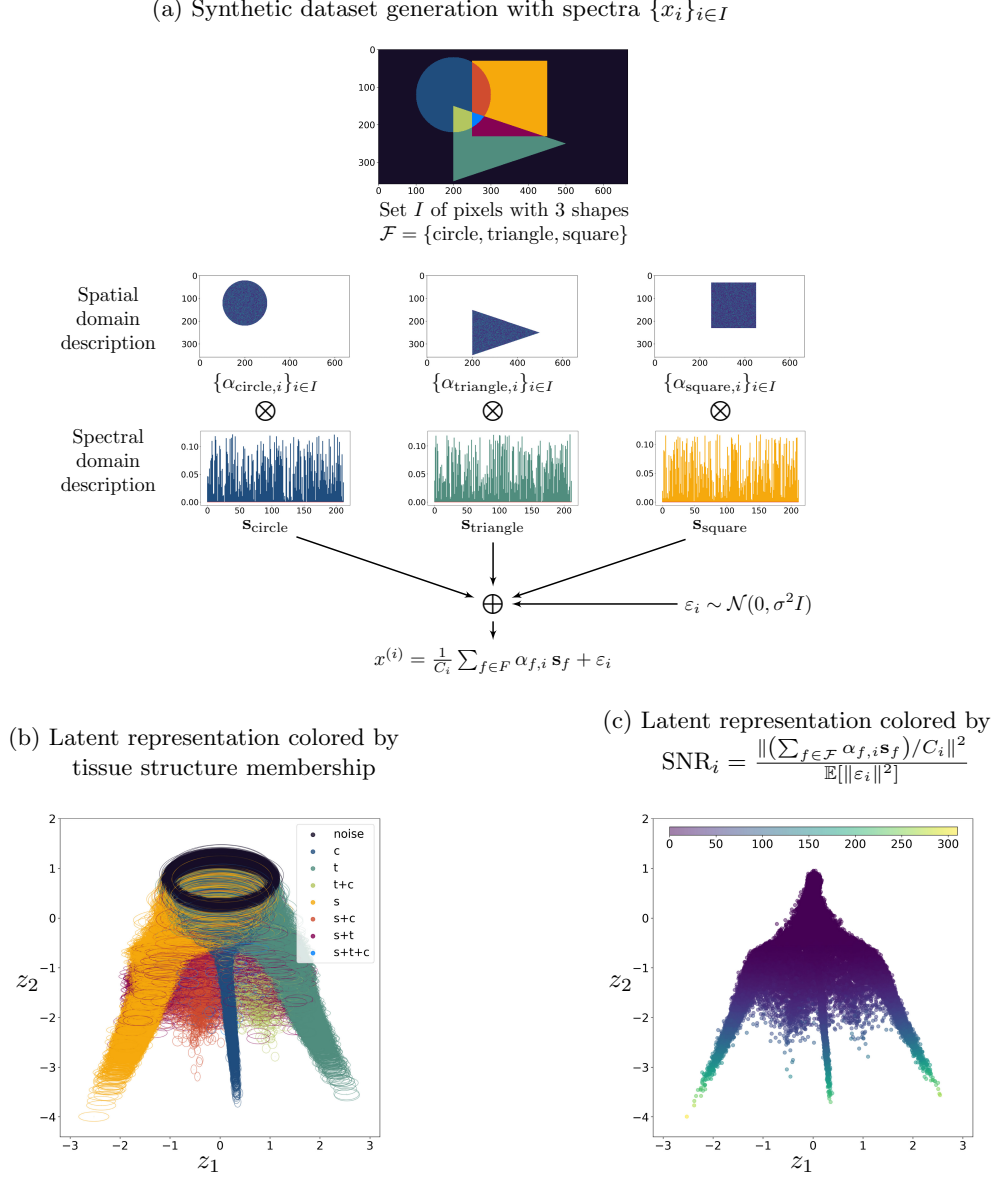 (a) Synthetic dataset generation with spectra {x_i}_{i∈I}
0
100
200
300
0 100 200 300 400 500 600
Set I of pixels with 3 shapes
ℱ = {circle, triangle, square}
Spatial
domain
description
0
100
200
300
0 200 400 600
{α_{circle,i}}_{i∈I}
0
100
200
300
0 200 400 600
{α_{triangle,i}}_{i∈I}
0
100
200
300
0 200 400 600
{α_{square,i}}_{i∈I}
⊗ ⊗ ⊗
Spectral
domain
description
0.10
0.05
0.00
0 50 100 150 200
s_circle
0.10
0.05
0.00
0 50 100 150 200
s_triangle
0.10
0.05
0.00
0 50 100 150 200
s_square
⊕ ε_i ∼ 𝒩(0, σ²I)
x^{(i)} = 1/C_i ∑_{f∈F} α_{f,i} s_f + ε_i
(b) Latent representation colored by
tissue structure membership
2
1
0
−1
−2
−3
−4
z_2
noise
c
t
t+c
s
s+c
s+t
s+t+c
−3 −2 −1 0 1 2 3
z_1
(c) Latent representation colored by
SNR_i = ‖(∑_{f∈ℱ} α_{f,i} s_f)/C_i‖² / 𝔼[‖ε_i‖²]
0 50 100 150 200 250 300
2
1
0
−1
−2
−3
−4
z_2
−3 −2 −1 0 1 2 3
z_1